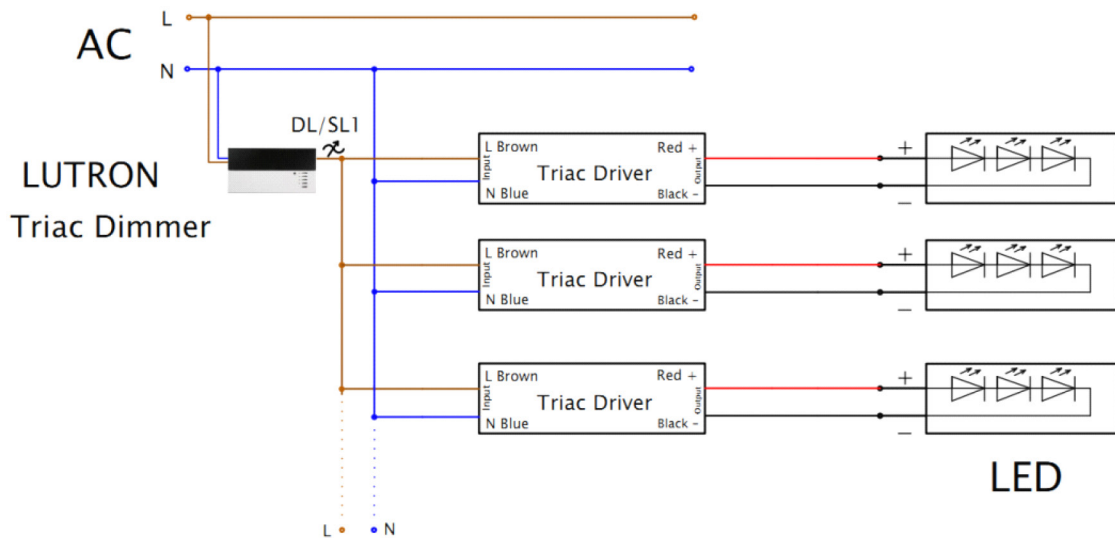 L
AC
N
DL/SL1
LUTRON
Triac Dimmer
L Brown
Red +
Input
Triac Driver
Output
N Blue
Black -
+
−
L Brown
Red +
Input
Triac Driver
Output
N Blue
Black -
+
−
L Brown
Red +
Input
Triac Driver
Output
N Blue
Black -
+
−
LED
L
N